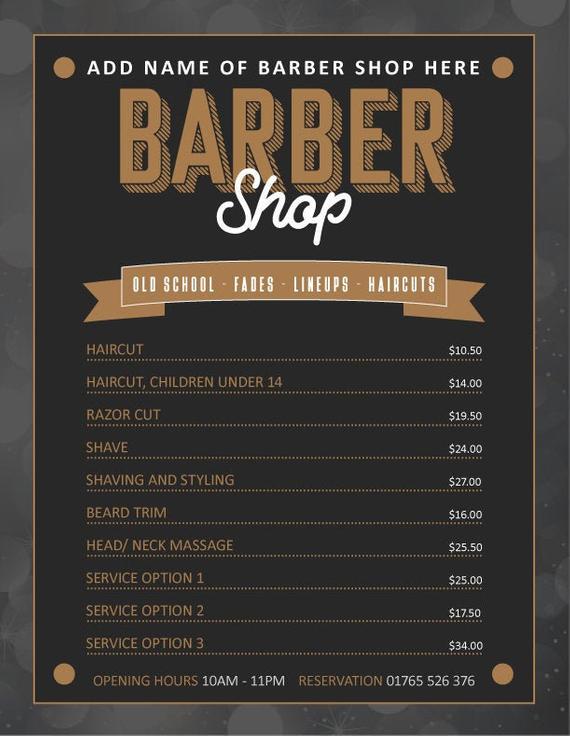 ADD NAME OF BARBER SHOP HERE
BARBER
Shop
OLD SCHOOL - FADES - LINEUPS - HAIRCUTS
HAIRCUT $10.50
HAIRCUT, CHILDREN UNDER 14 $14.00
RAZOR CUT $19.50
SHAVE $24.00
SHAVING AND STYLING $27.00
BEARD TRIM $16.00
HEAD/ NECK MASSAGE $25.50
SERVICE OPTION 1 $25.00
SERVICE OPTION 2 $17.50
SERVICE OPTION 3 $34.00
OPENING HOURS 10AM - 11PM RESERVATION 01765 526 376